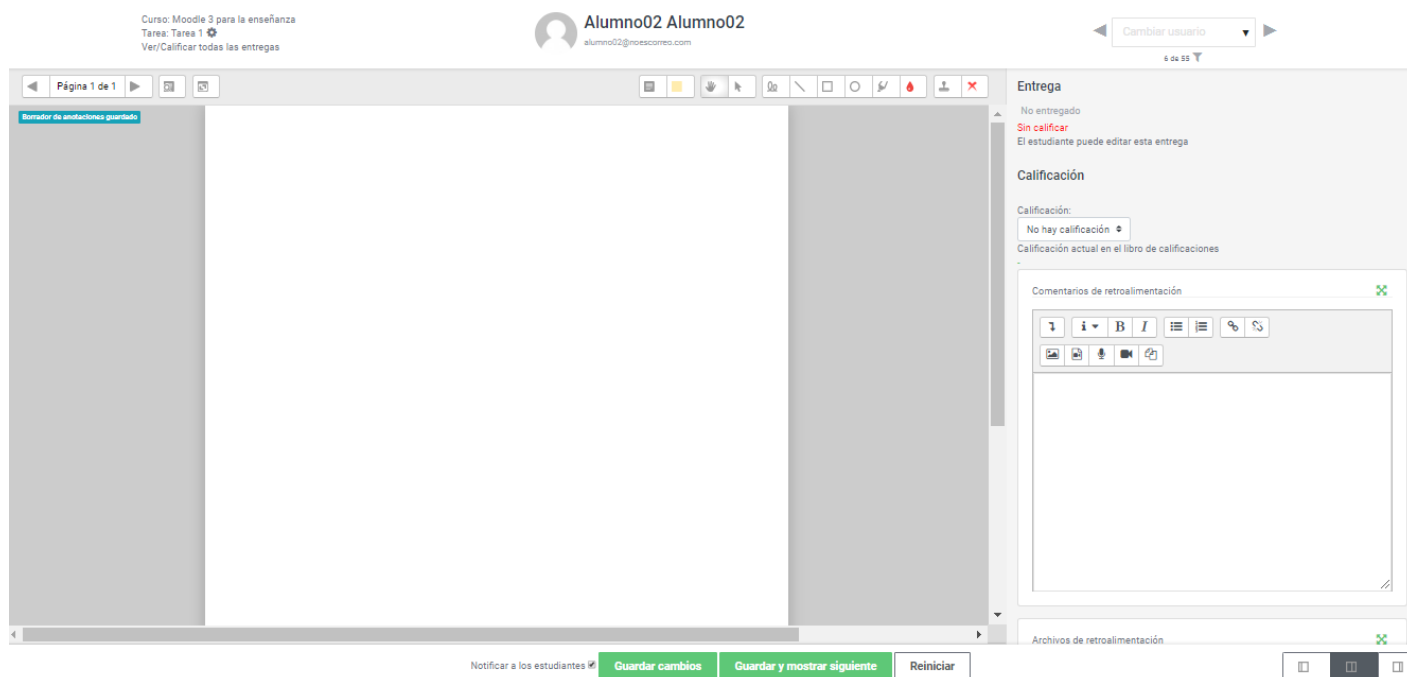 Curso: Moodle 3 para la enseñanza
Tarea: Tarea 1
Ver/Calificar todas las entregas
Alumno02 Alumno02
alumno02@noescorreo.com
Cambiar usuario
6 de 55
Página 1 de 1
Borrador de anotaciones guardado
Entrega
No entregado
Sin calificar
El estudiante puede editar esta entrega
Calificación
Calificación:
No hay calificación
Calificación actual en el libro de calificaciones
-
Comentarios de retroalimentación
B I
Archivos de retroalimentación
Notificar a los estudiantes
Guardar cambios
Guardar y mostrar siguiente
Reiniciar